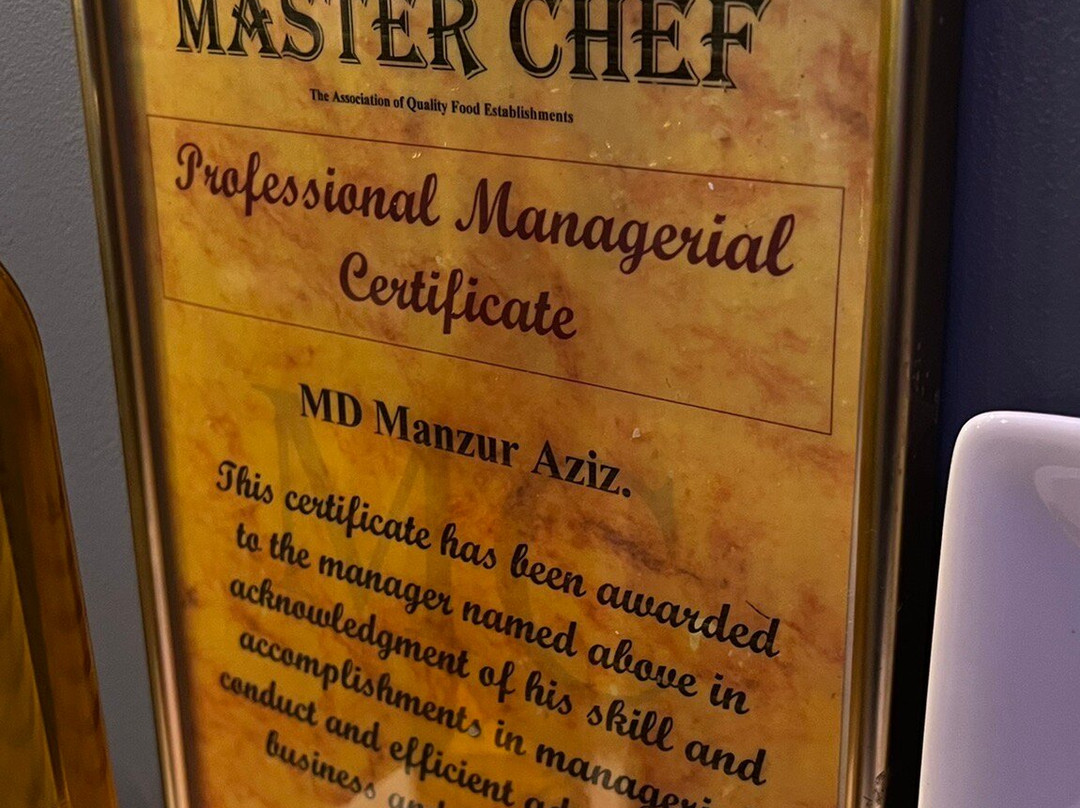 MASTER CHEF
The Association of Quality Food Establishments
Professional Managerial
Certificate
MD Manzur Aziz.
This certificate has been awarded
to the manager named above in
acknowledgment of his skill and
accomplishments in
conduct and efficient
business